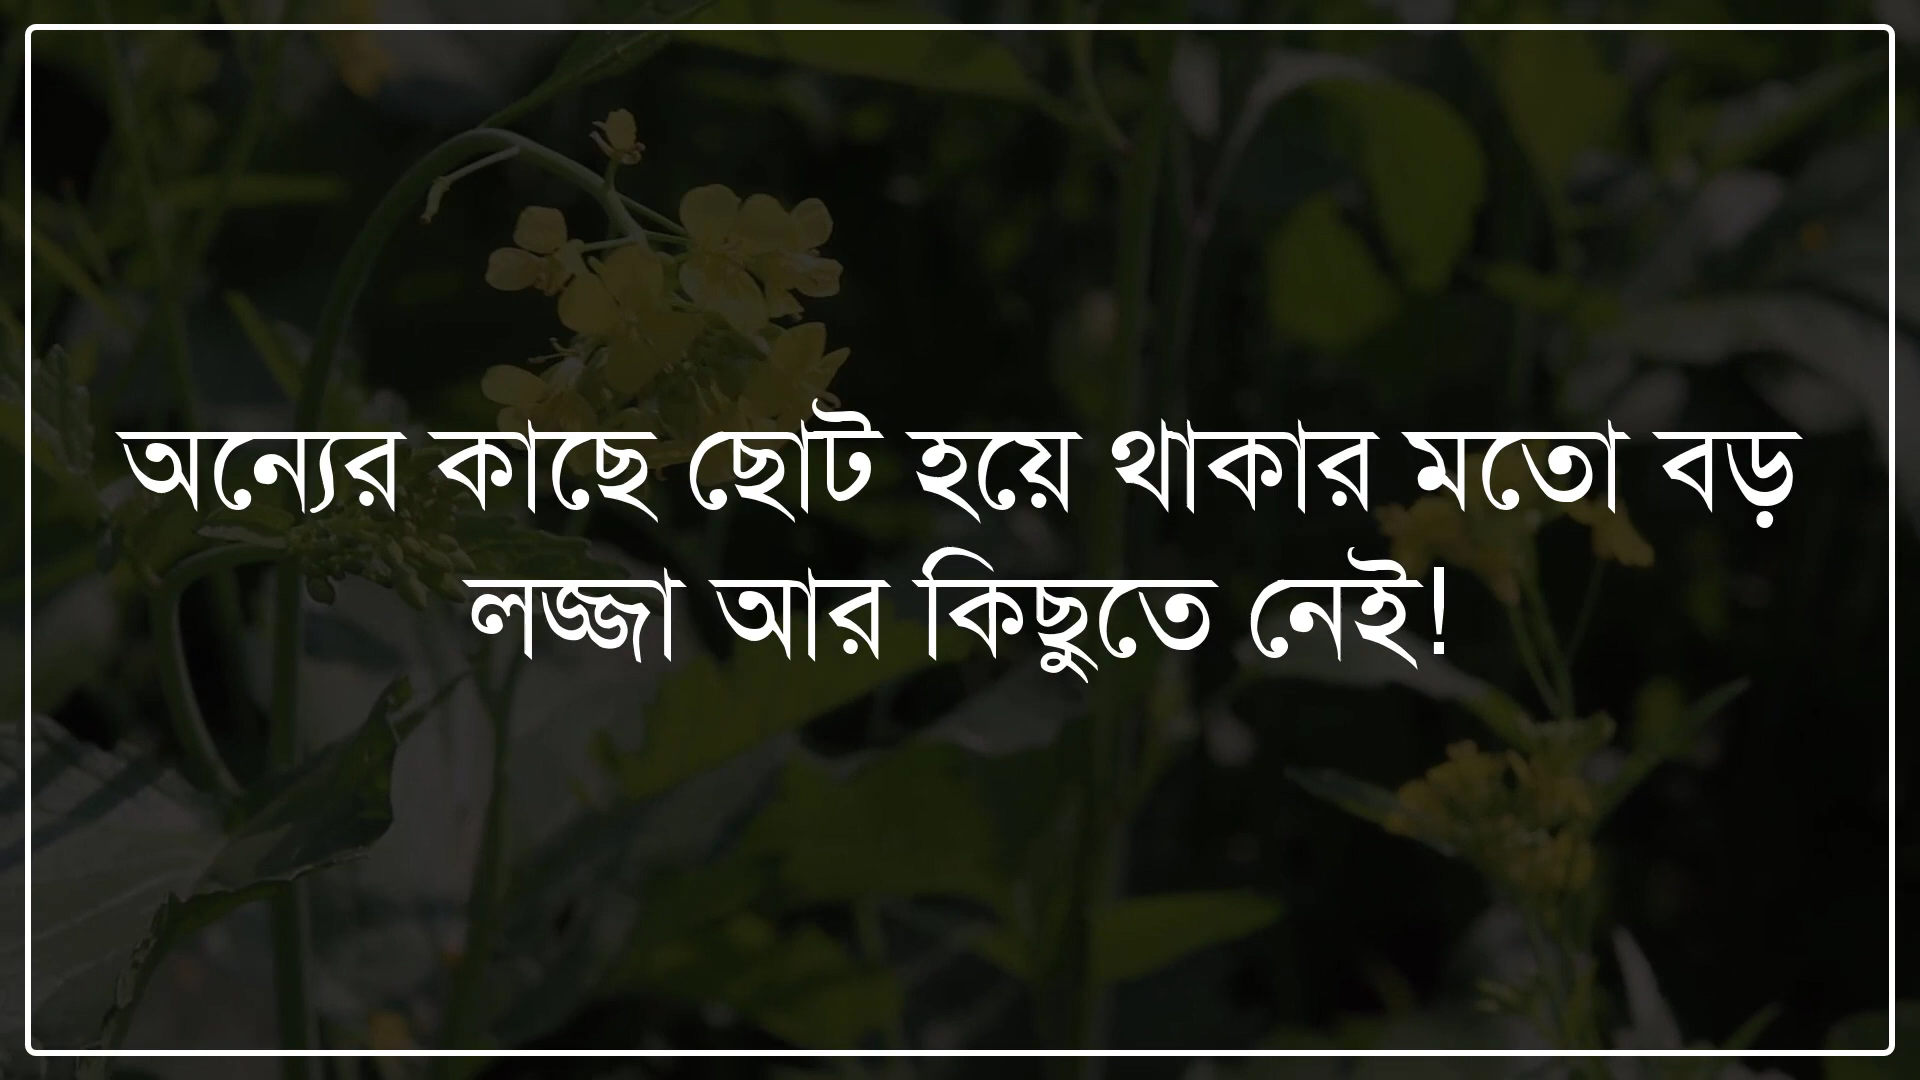 অন্যের কাছে ছোট হয়ে থাকার মতো বড়
লজ্জা আর কিছুতে নেই!